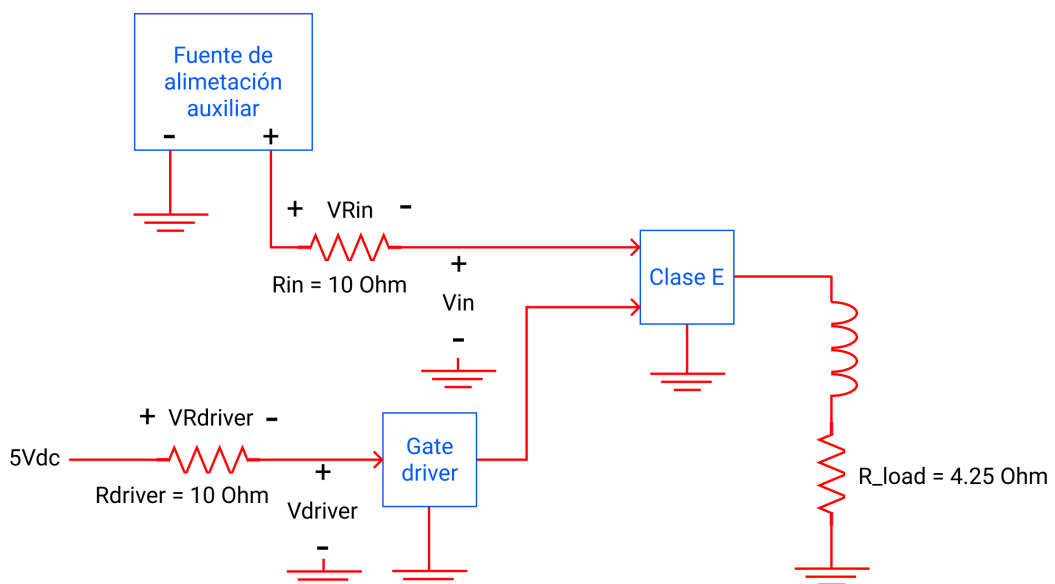 Fuente de
alimetación
auxiliar
- +
+ VRin -
Rin = 10 Ohm
+
Vin
-
Clase E
+ VRdriver -
5Vdc
Rdriver = 10 Ohm
+
Vdriver
-
Gate
driver
R_load = 4.25 Ohm